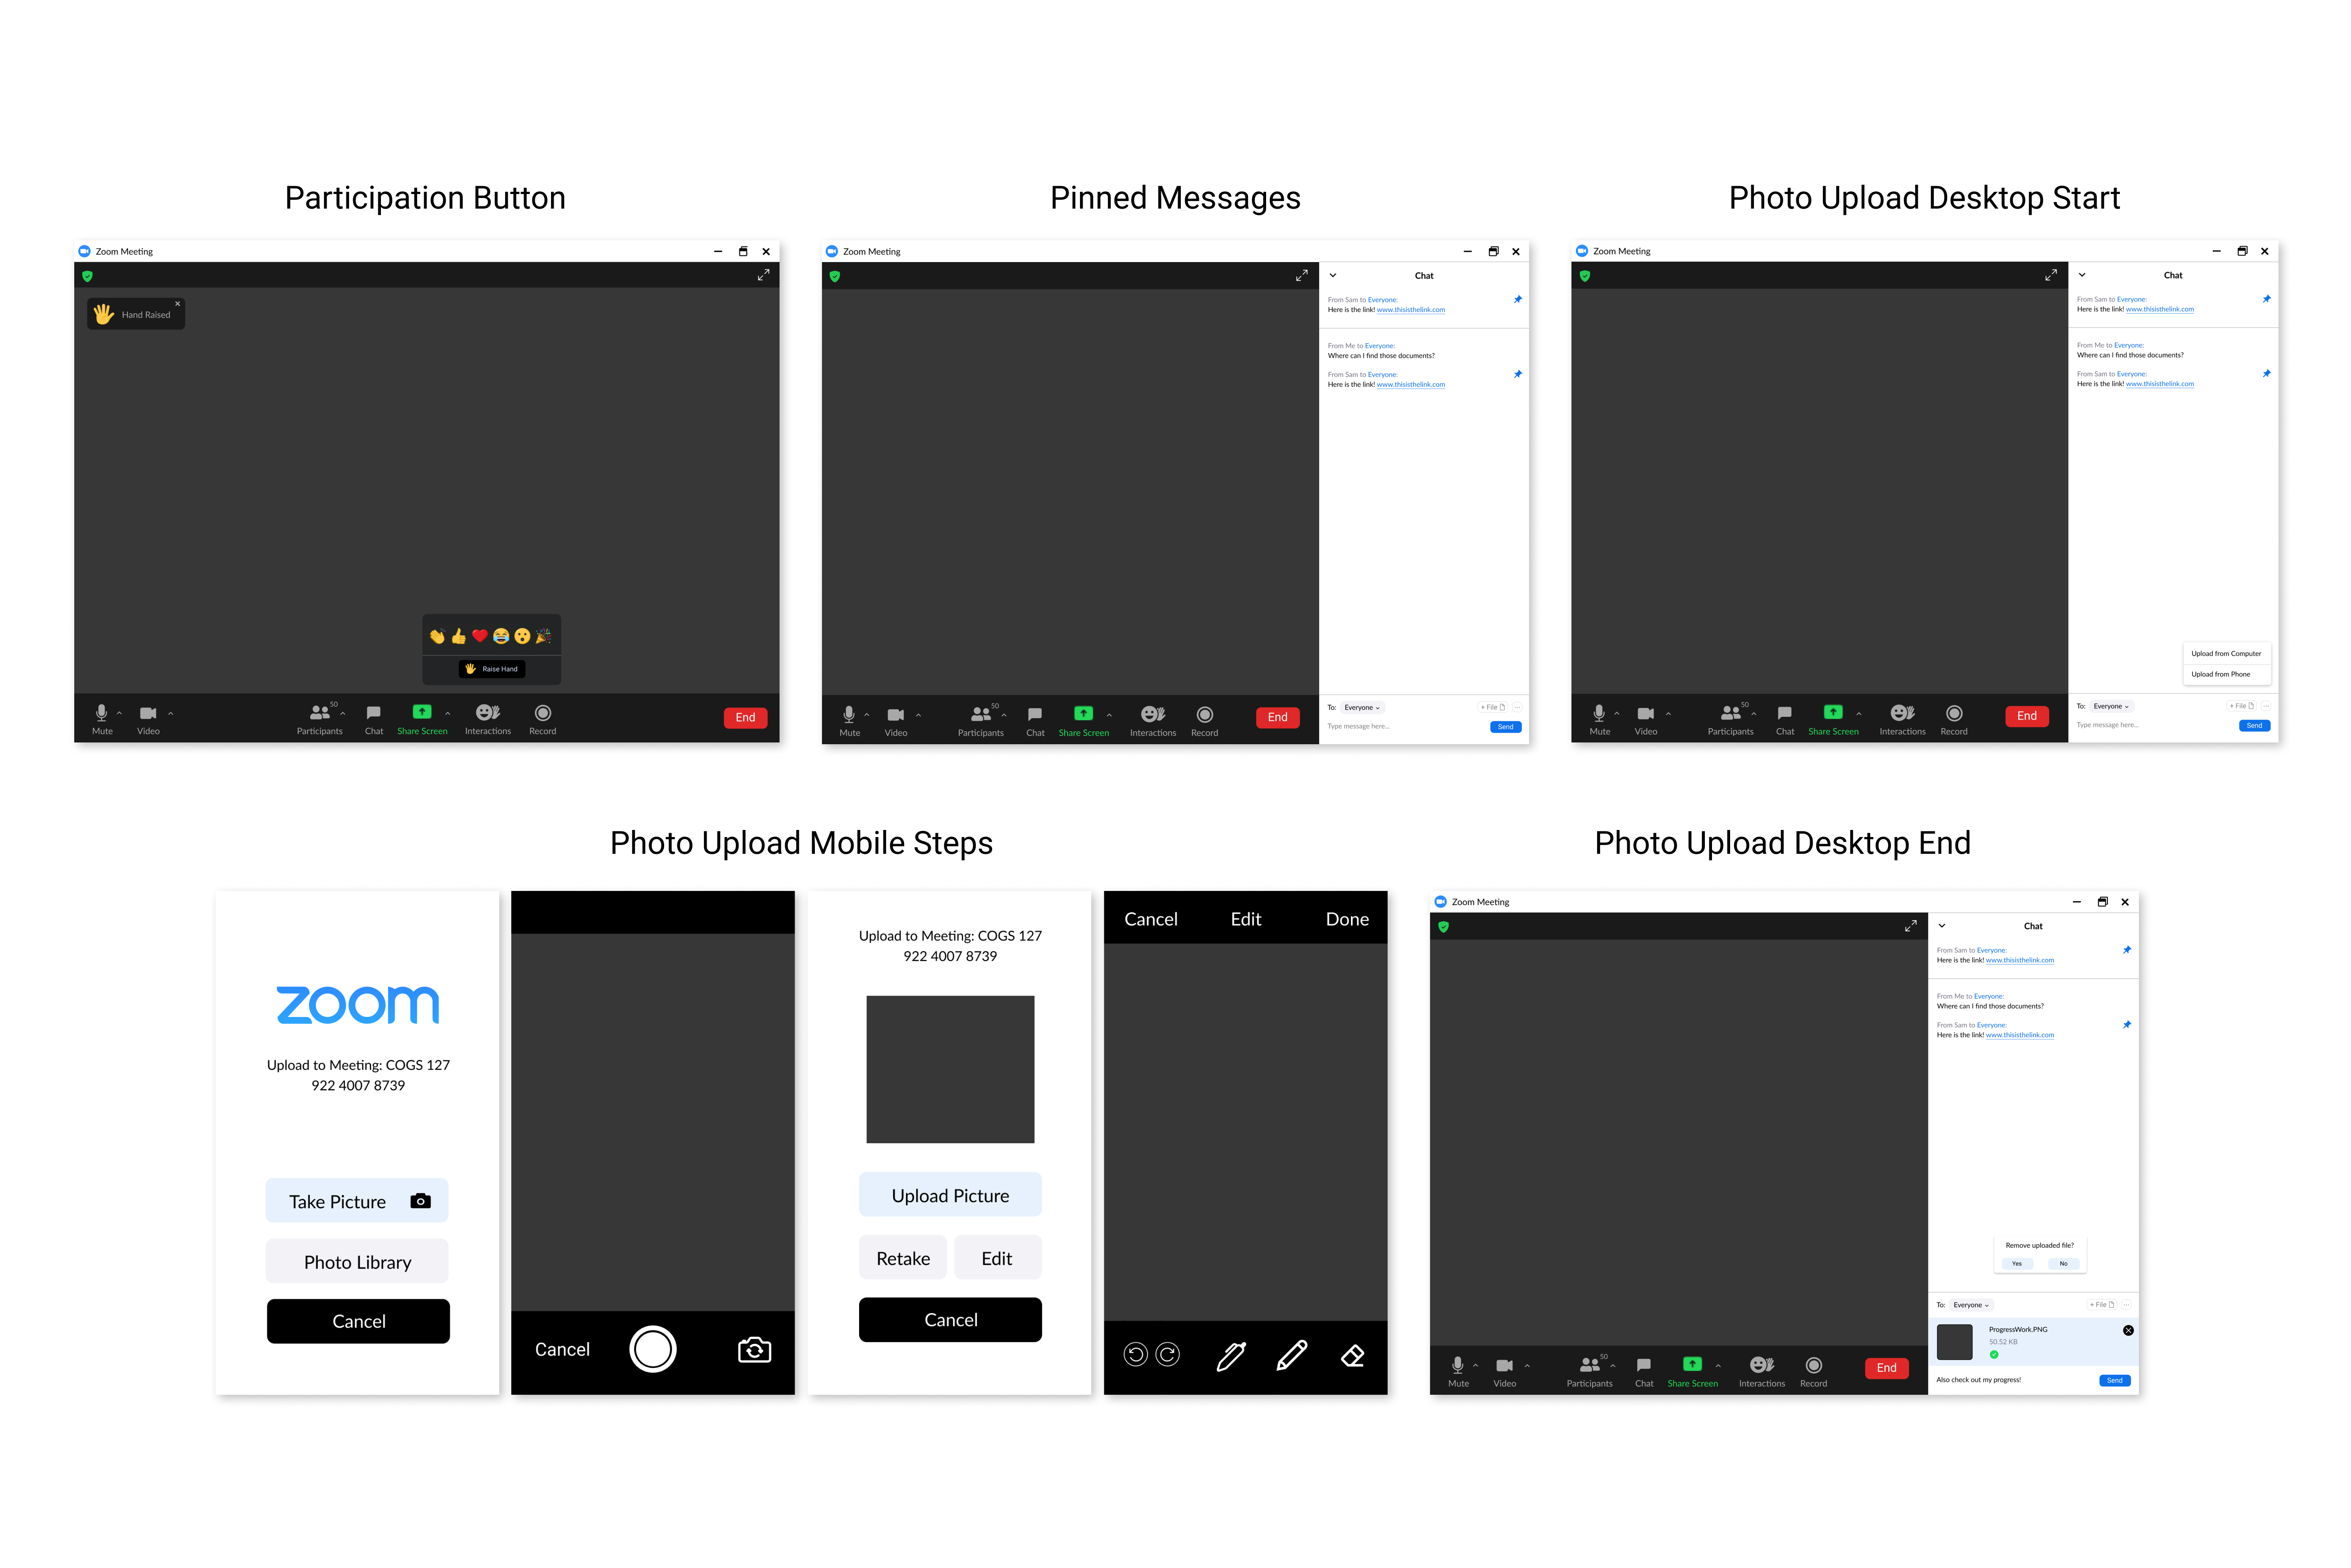 Participation Button
Zoom Meeting
Hand Raised
Raise Hand
50
Mute Video Participants Chat Share Screen Interactions Record End
Pinned Messages
Zoom Meeting
Chat
From Sam to Everyone:
Here is the link! www.thisisthelink.com
From Me to Everyone:
Where can I find those documents?
From Sam to Everyone:
Here is the link! www.thisisthelink.com
To: Everyone + File
Type message here... Send
50
Mute Video Participants Chat Share Screen Interactions Record End
Photo Upload Desktop Start
Zoom Meeting
Chat
From Sam to Everyone:
Here is the link! www.thisisthelink.com
From Me to Everyone:
Where can I find those documents?
From Sam to Everyone:
Here is the link! www.thisisthelink.com
Upload from Computer
Upload from Phone
To: Everyone + File
Type message here... Send
50
Mute Video Participants Chat Share Screen Interactions Record End
Photo Upload Mobile Steps
zoom
Upload to Meeting: COGS 127
922 4007 8739
Take Picture
Photo Library
Cancel
Cancel
Upload to Meeting: COGS 127
922 4007 8739
Upload Picture
Retake Edit
Cancel
Cancel Edit Done
Photo Upload Desktop End
Zoom Meeting
Chat
From Sam to Everyone:
Here is the link! www.thisisthelink.com
From Me to Everyone:
Where can I find those documents?
From Sam to Everyone:
Here is the link! www.thisisthelink.com
Remove uploaded file?
Yes No
To: Everyone + File
ProgressWork.PNG
50.52 KB
Also check out my progress! Send
50
Mute Video Participants Chat Share Screen Interactions Record End